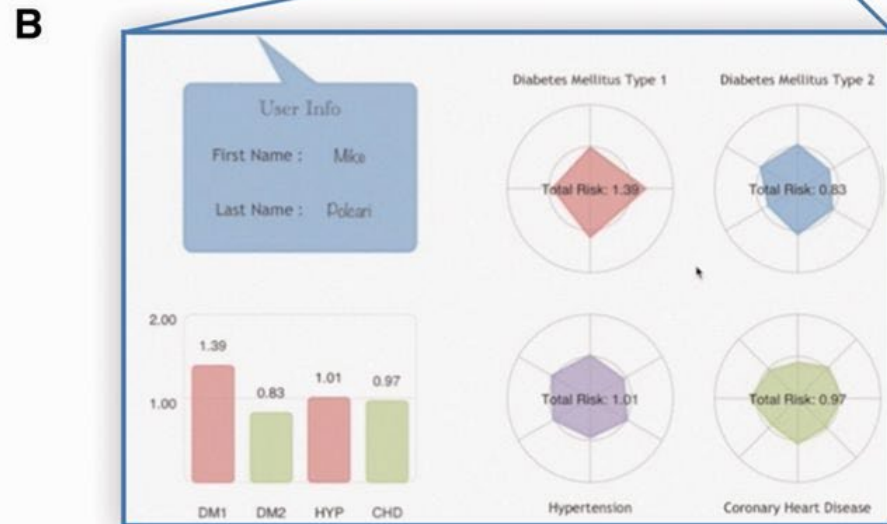 B
User Info
First Name : Mike
Last Name : Polcari
Diabetes Mellitus Type 1
Diabetes Mellitus Type 2
Total Risk: 1.39
Total Risk: 0.83
2.00
1.00
1.39
0.83
1.01
0.97
DM1
DM2
HYP
CHD
Total Risk: 1.01
Total Risk: 0.97
Hypertension
Coronary Heart Disease